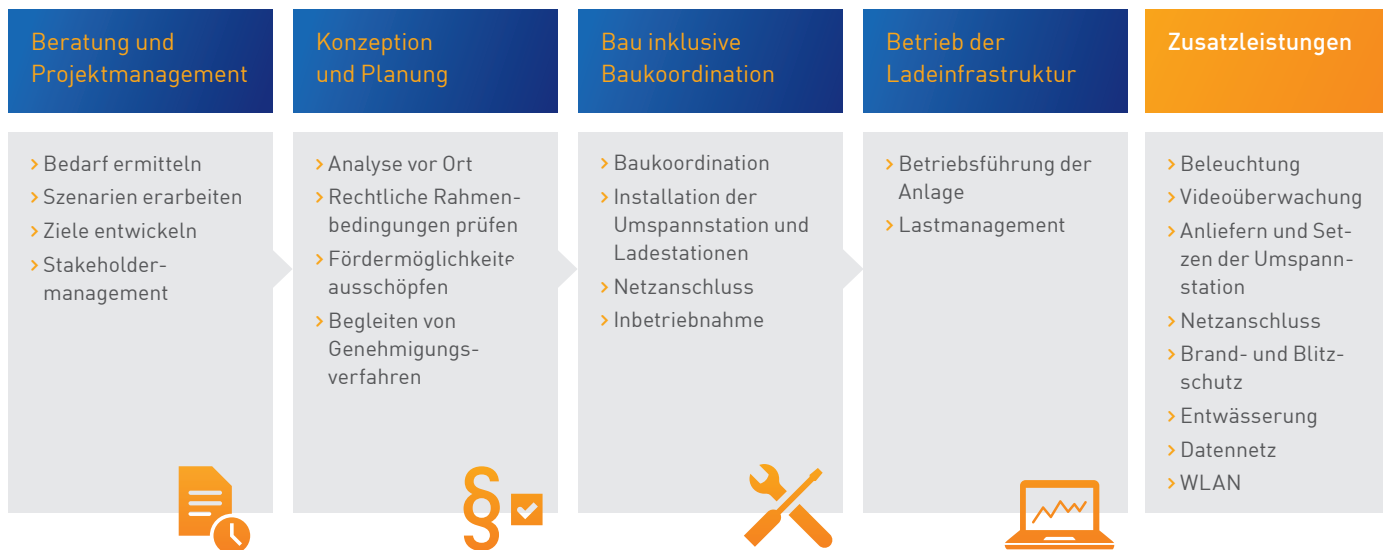 Beratung und
Projektmanagement
> Bedarf ermitteln
> Szenarien erarbeiten
> Ziele entwickeln
> Stakeholder-
management
Konzeption
und Planung
> Analyse vor Ort
> Rechtliche Rahmen-
bedingungen prüfen
> Fördermöglichkeite
ausschöpfen
> Begleiten von
Genehmigungs-
verfahren
§
Bau inklusive
Baukoordination
> Baukoordination
> Installation der
Umspannstation und
Ladestationen
> Netzanschluss
> Inbetriebnahme
Betrieb der
Ladeinfrastruktur
> Betriebsführung der
Anlage
> Lastmanagement
Zusatzleistungen
> Beleuchtung
> Videoüberwachung
> Anliefern und Set-
zen der Umspann-
station
> Netzanschluss
> Brand- und Blitz-
schutz
> Entwässerung
> Datennetz
> WLAN